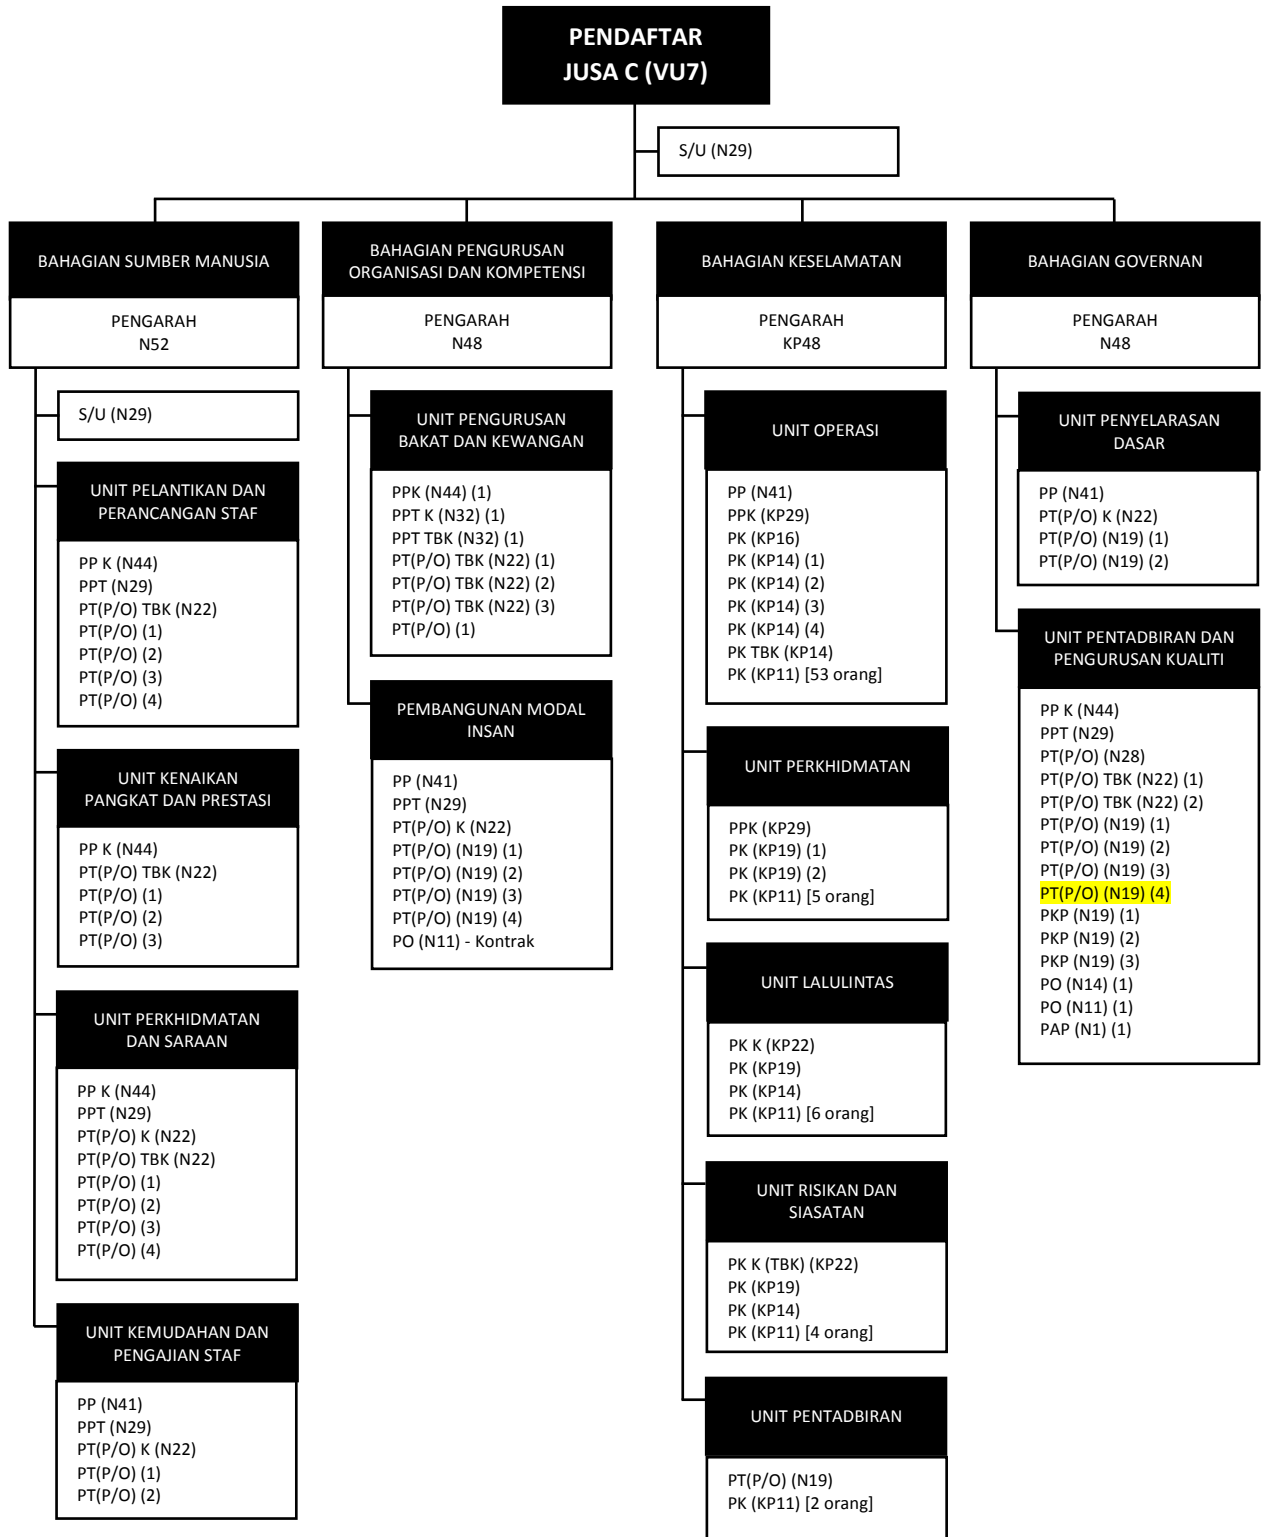 PENDAFTAR
JUSA C (VU7)
S/U (N29)
BAHAGIAN SUMBER MANUSIA
PENGARAH
N52
S/U (N29)
UNIT PELANTIKAN DAN
PERANCANGAN STAF
PP K (N44)
PPT (N29)
PT(P/O) TBK (N22)
PT(P/O) (1)
PT(P/O) (2)
PT(P/O) (3)
PT(P/O) (4)
UNIT KENAIKAN
PANGKAT DAN PRESTASI
PP K (N44)
PT(P/O) TBK (N22)
PT(P/O) (1)
PT(P/O) (2)
PT(P/O) (3)
UNIT PERKHIDMATAN
DAN SARAAN
PP K (N44)
PPT (N29)
PT(P/O) K (N22)
PT(P/O) TBK (N22)
PT(P/O) (1)
PT(P/O) (2)
PT(P/O) (3)
PT(P/O) (4)
UNIT KEMUDAHAN DAN
PENGAJIAN STAF
PP (N41)
PPT (N29)
PT(P/O) K (N22)
PT(P/O) (1)
PT(P/O) (2)
BAHAGIAN PENGURUSAN
ORGANISASI DAN KOMPETENSI
PENGARAH
N48
UNIT PENGURUSAN
BAKAT DAN KEWANGAN
PPK (N44) (1)
PPT K (N32) (1)
PPT TBK (N32) (1)
PT(P/O) TBK (N22) (1)
PT(P/O) TBK (N22) (2)
PT(P/O) TBK (N22) (3)
PT(P/O) (1)
PEMBANGUNAN MODAL
INSAN
PP (N41)
PPT (N29)
PT(P/O) K (N22)
PT(P/O) (N19) (1)
PT(P/O) (N19) (2)
PT(P/O) (N19) (3)
PT(P/O) (N19) (4)
PO (N11) - Kontrak
BAHAGIAN KESELAMATAN
PENGARAH
KP48
UNIT OPERASI
PP (N41)
PPK (KP29)
PK (KP16)
PK (KP14) (1)
PK (KP14) (2)
PK (KP14) (3)
PK (KP14) (4)
PK TBK (KP14)
PK (KP11) [53 orang]
UNIT PERKHIDMATAN
PPK (KP29)
PK (KP19) (1)
PK (KP19) (2)
PK (KP11) [5 orang]
UNIT LALULINTAS
PK K (KP22)
PK (KP19)
PK (KP14)
PK (KP11) [6 orang]
UNIT RISIKAN DAN
SIASATAN
PK K (TBK) (KP22)
PK (KP19)
PK (KP14)
PK (KP11) [4 orang]
UNIT PENTADBIRAN
PT(P/O) (N19)
PK (KP11) [2 orang]
BAHAGIAN GOVERNAN
PENGARAH
N48
UNIT PENYELARASAN
DASAR
PP (N41)
PT(P/O) K (N22)
PT(P/O) (N19) (1)
PT(P/O) (N19) (2)
UNIT PENTADBIRAN DAN
PENGURUSAN KUALITI
PP K (N44)
PPT (N29)
PT(P/O) (N28)
PT(P/O) TBK (N22) (1)
PT(P/O) TBK (N22) (2)
PT(P/O) (N19) (1)
PT(P/O) (N19) (2)
PT(P/O) (N19) (3)
PT(P/O) (N19) (4)
PKP (N19) (1)
PKP (N19) (2)
PKP (N19) (3)
PO (N14) (1)
PO (N11) (1)
PAP (N1) (1)